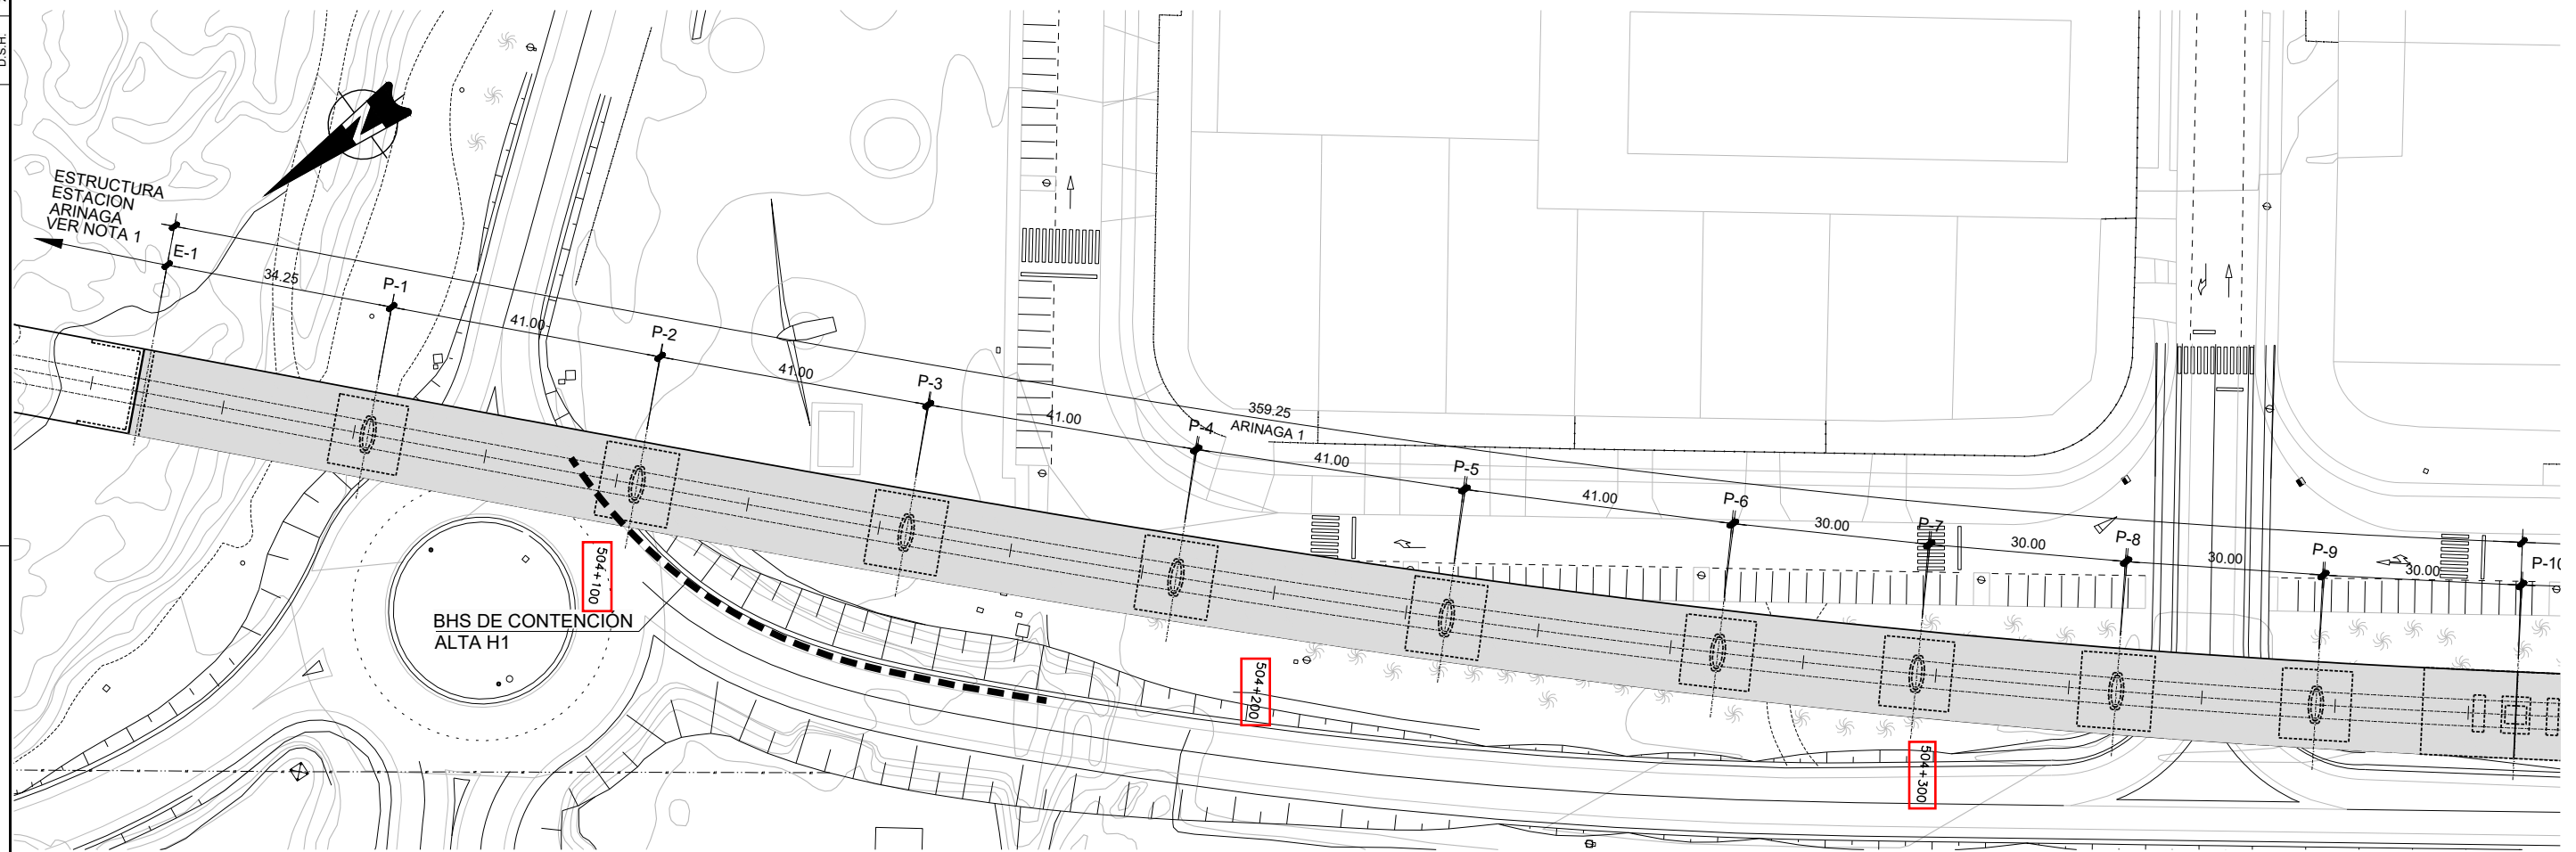 D.S.H.
ESTRUCTURA
ESTACION
ARINAGA
VER NOTA 1
E-1
34.25
P-1
41.00
P-2
41.00
P-3
41.00
P-4
359.25
ARINAGA 1
41.00
P-5
41.00
P-6
30.00
P-7
30.00
P-8
30.00
P-9
30.00
P-10
504+100
BHS DE CONTENCIÓN
ALTA H1
504+200
504+300